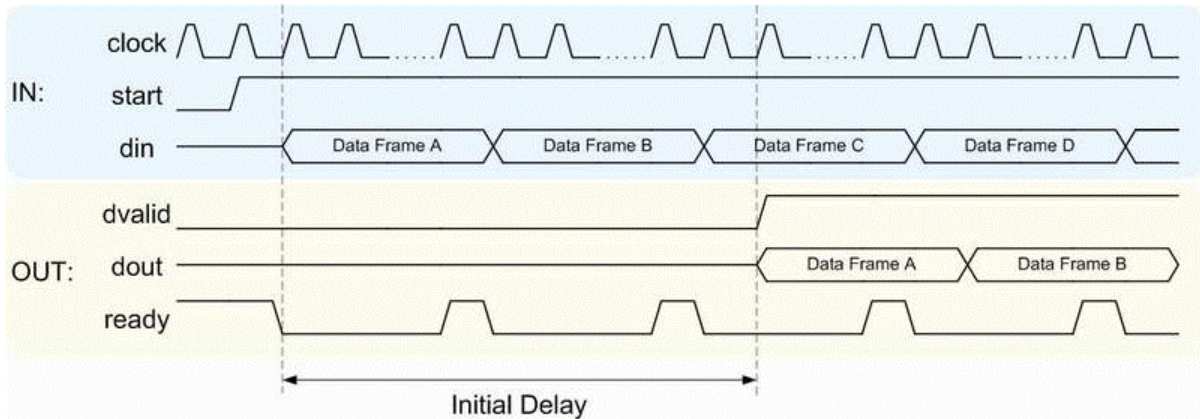 clock
IN:
start
din
Data Frame A
Data Frame B
Data Frame C
Data Frame D
dvalid
OUT:
dout
Data Frame A
Data Frame B
ready
Initial Delay